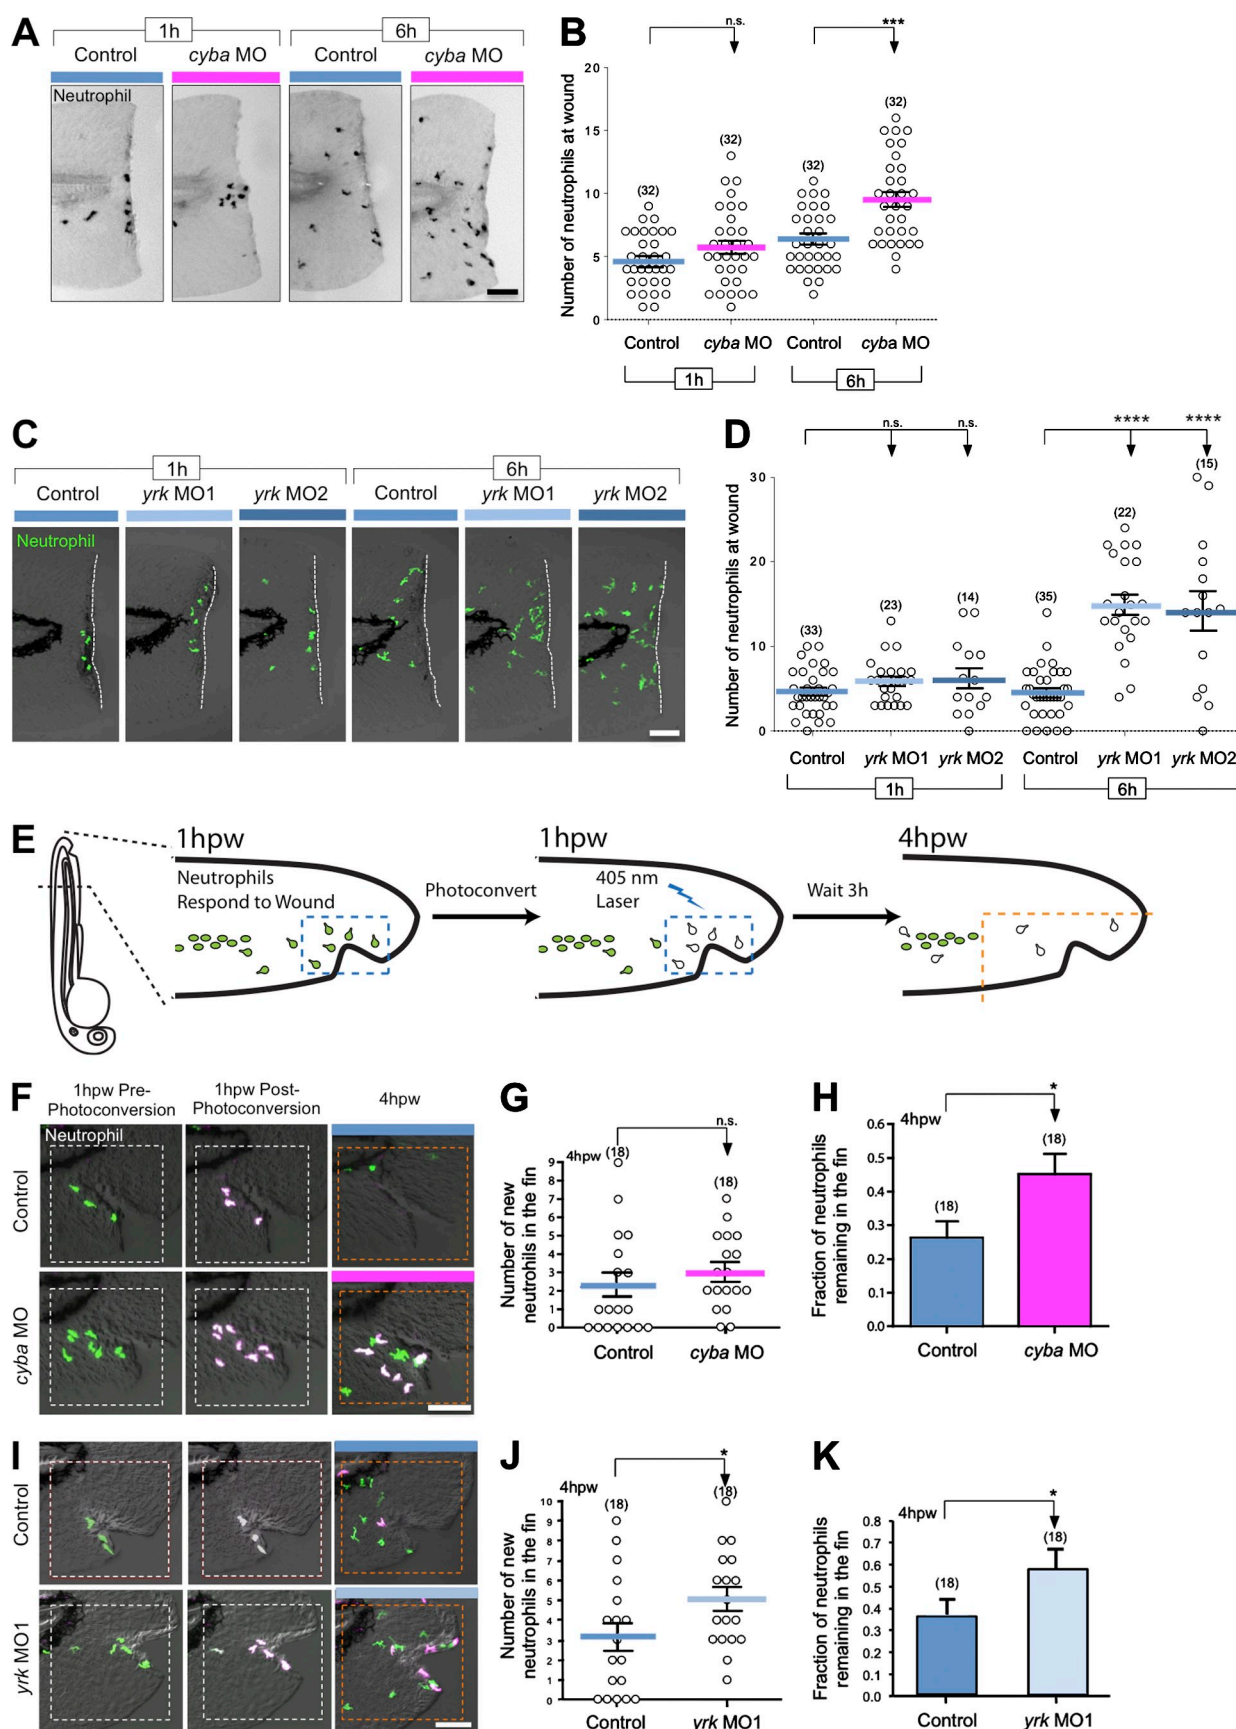 A
1h
6h
Control
cyba MO
Control
cyba MO
Neutrophil
B
n.s.
***
Number of neutrophils at wound
20
15
10
5
0
(32)
(32)
(32)
(32)
Control
cyba MO
Control
cyba MO
1h
6h
C
1h
6h
Control
yrk MO1
yrk MO2
Control
yrk MO1
yrk MO2
Neutrophil
D
n.s.
n.s.
****
****
Number of neutrophils at wound
30
20
10
0
(33)
(23)
(14)
(35)
(22)
(15)
Control
yrk MO1
yrk MO2
Control
yrk MO1
yrk MO2
1h
6h
E
1hpw
Neutrophils
Respond to Wound
Photoconvert
1hpw
405 nm
Laser
Wait 3h
4hpw
F
1hpw Pre-
Photoconversion
1hpw Post-
Photoconversion
4hpw
Neutrophil
Control
cyba MO
G
n.s.
4hpw
(18)
(18)
Number of new
neutrohils in the fin
9
8
7
6
5
4
3
2
1
0
Control
cyba MO
H
*
4hpw
(18)
(18)
Fraction of neutrophils
remaining in the fin
0.6
0.5
0.4
0.3
0.2
0.1
0.0
Control
cyba MO
I
Control
yrk MO1
J
*
4hpw
(18)
(18)
Number of new
neutrophils in the fin
10
9
8
7
6
5
4
3
2
1
0
Control
yrk MO1
K
*
4hpw
(18)
(18)
Fraction of neutrophils
remaining in the fin
0.8
0.7
0.6
0.5
0.4
0.3
0.2
0.1
0.0
Control
yrk MO1